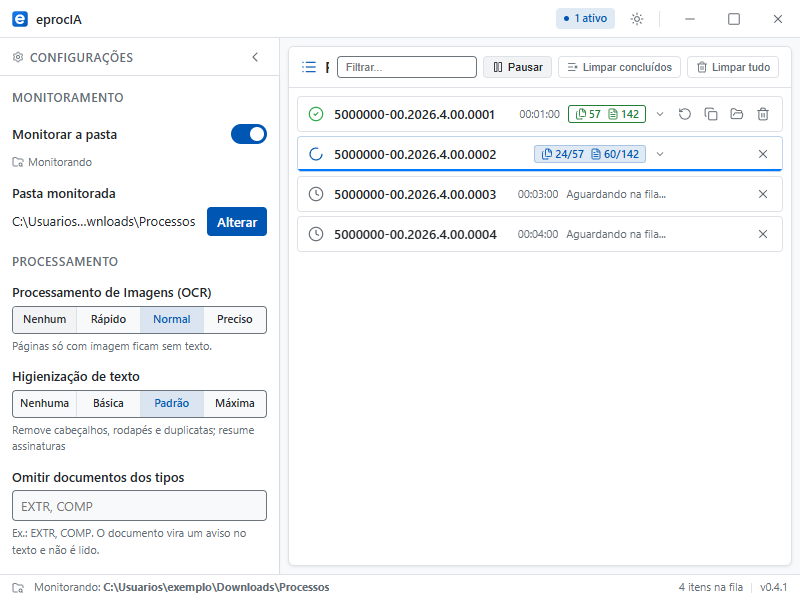 eprocIA
1 ativo
CONFIGURAÇÕES
MONITORAMENTO
Monitorar a pasta
Monitorando
Pasta monitorada
C:\Usuarios...wnloads\Processos
Alterar
PROCESSAMENTO
Processamento de Imagens (OCR)
Nenhum Rápido Normal Preciso
Páginas só com imagem ficam sem texto.
Higienização de texto
Nenhuma Básica Padrão Máxima
Remove cabeçalhos, rodapés e duplicatas; resume
assinaturas
Omitir documentos dos tipos
EXTR, COMP
Ex.: EXTR, COMP. O documento vira um aviso no
texto e não é lido.
Filtrar... Pausar Limpar concluídos Limpar tudo
5000000-00.2026.4.00.0001 00:01:00 57 142
5000000-00.2026.4.00.0002 24/57 60/142
5000000-00.2026.4.00.0003 00:03:00 Aguardando na fila...
5000000-00.2026.4.00.0004 00:04:00 Aguardando na fila...
Monitorando: C:\Usuarios\exemplo\Downloads\Processos
4 itens na fila v0.4.1